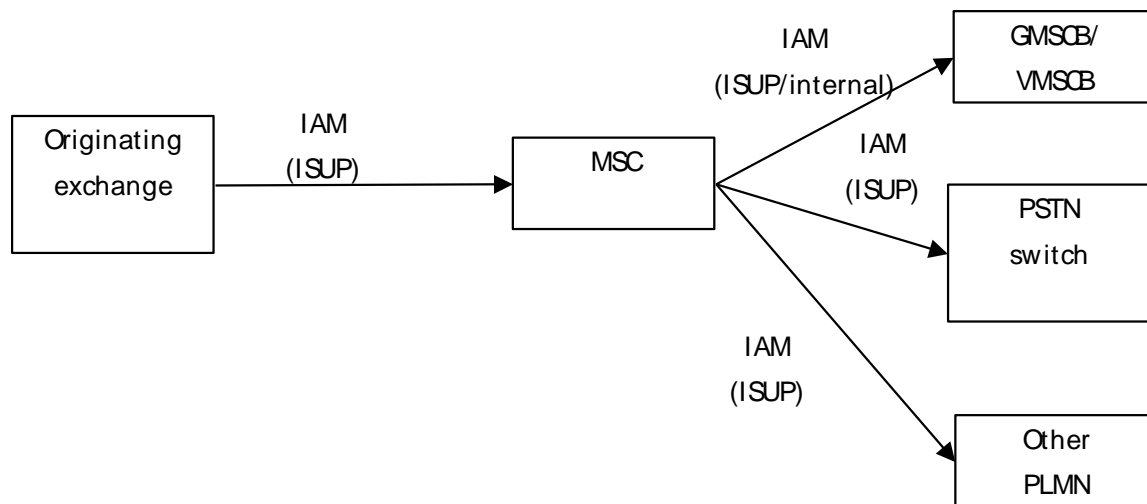 IAM
(ISUP/internal)
GMSCB/
VMSCB
Originating
exchange
IAM
(ISUP)
MSC
IAM
(ISUP)
PSTN
switch
IAM
(ISUP)
Other
PLMN